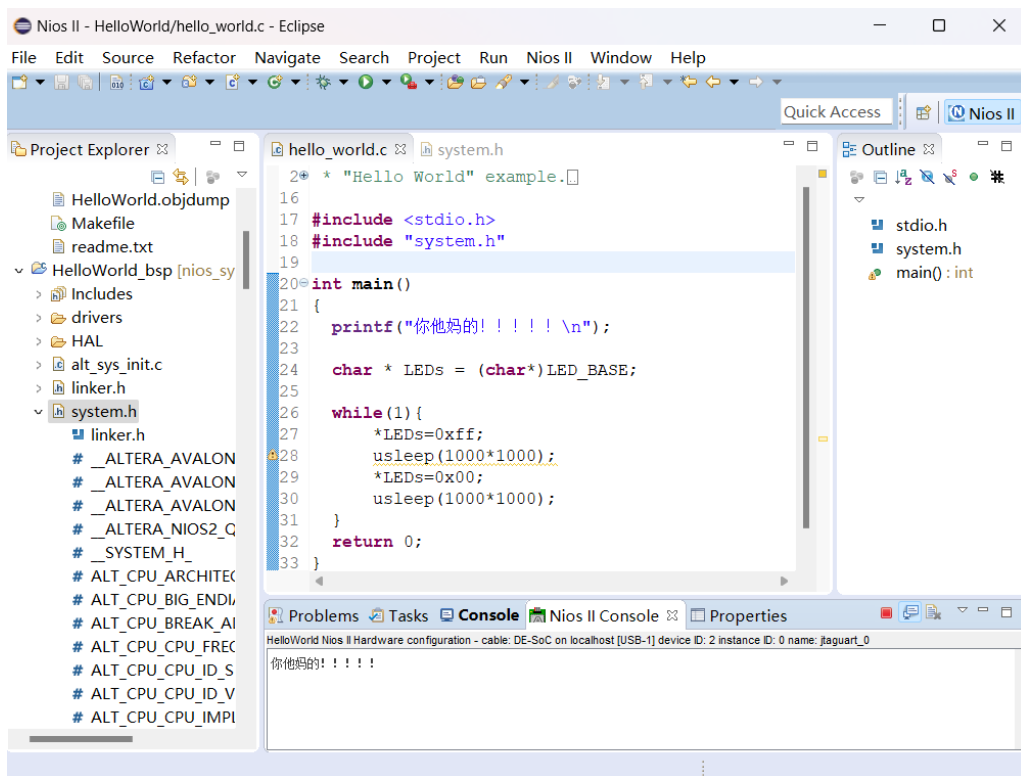 Nios II - HelloWorld/hello_world.c - Eclipse
File Edit Source Refactor Navigate Search Project Run Nios II Window Help
Quick Access
Nios II
Project Explorer
HelloWorld.objdump
Makefile
readme.txt
HelloWorld_bsp [nios_sy
Includes
drivers
HAL
alt_sys_init.c
linker.h
system.h
linker.h
# __ALTERA_AVALON
# __ALTERA_AVALON
# __ALTERA_AVALON
# __ALTERA_NIOS2_Q
# __SYSTEM_H_
# ALT_CPU_ARCHITEC
# ALT_CPU_BIG_ENDI
# ALT_CPU_BREAK_A
# ALT_CPU_CPU_FREC
# ALT_CPU_CPU_ID_S
# ALT_CPU_CPU_ID_V
# ALT_CPU_CPU_IMPL
hello_world.c system.h
2 * "Hello World" example.
16
17 #include <stdio.h>
18 #include "system.h"
19
20 int main()
21 {
22 printf("你他妈的!!!!!\n");
23
24 char * LEDs = (char*)LED_BASE;
25
26 while(1){
27 *LEDs=0xff;
28 usleep(1000*1000);
29 *LEDs=0x00;
30 usleep(1000*1000);
31 }
32 return 0;
33 }
Outline
stdio.h
system.h
main() : int
Problems Tasks Console Nios II Console Properties
HelloWorld Nios II Hardware configuration - cable: DE-SoC on localhost [USB-1] device ID: 2 instance ID: 0 name: jtaguart_0
你他妈的!!!!!